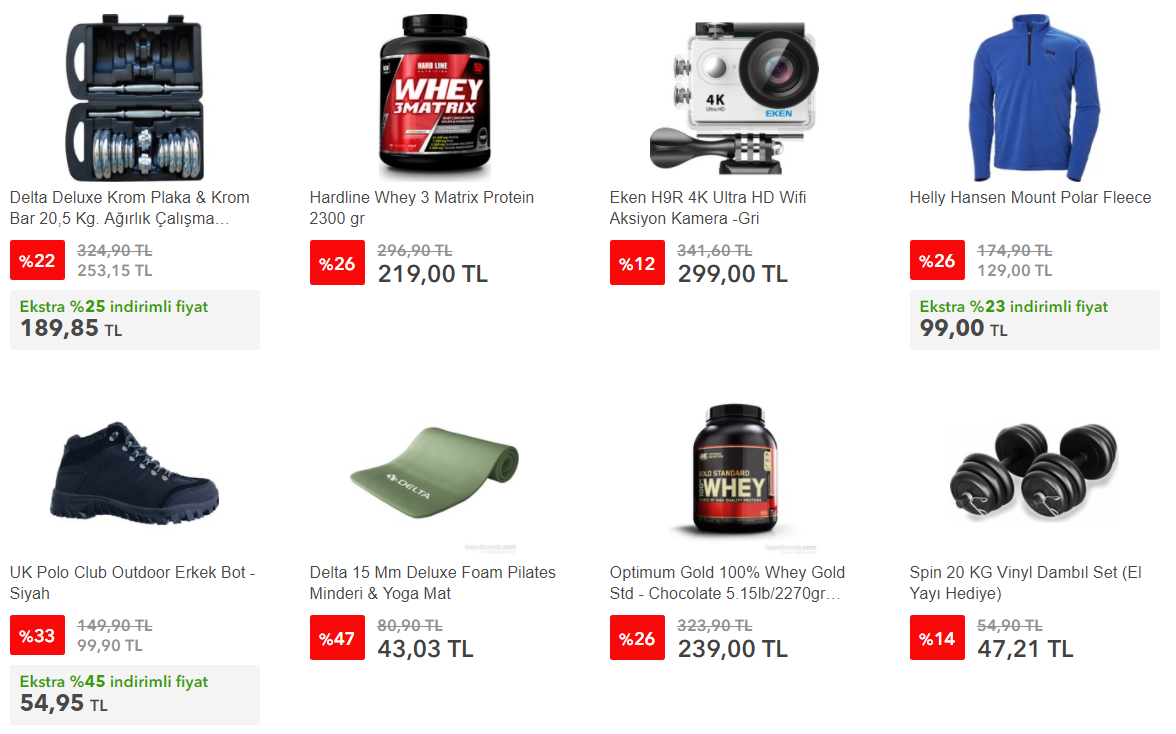 HARD LINE
NUTRITION
WHEY
3MATRIX
4K
Ultra HD
EKEN
Delta Deluxe Krom Plaka & Krom
Bar 20,5 Kg. Ağırlık Çalışma...
%22
324,90 TL
253,15 TL
Ekstra %25 indirimli fiyat
189,85 TL
Hardline Whey 3 Matrix Protein
2300 gr
%26
296,90 TL
219,00 TL
Eken H9R 4K Ultra HD Wifi
Aksiyon Kamera -Gri
%12
341,60 TL
299,00 TL
Helly Hansen Mount Polar Fleece
%26
174,90 TL
129,00 TL
Ekstra %23 indirimli fiyat
99,00 TL
DELTA
hepsiburada.com
GOLD STANDARD
100% WHEY
hepsiburada.com
UK Polo Club Outdoor Erkek Bot -
Siyah
%33
149,90 TL
99,90 TL
Ekstra %45 indirimli fiyat
54,95 TL
Delta 15 Mm Deluxe Foam Pilates
Minderi & Yoga Mat
%47
80,90 TL
43,03 TL
Optimum Gold 100% Whey Gold
Std - Chocolate 5.15lb/2270gr...
%26
323,90 TL
239,00 TL
Spin 20 KG Vinyl Dambıl Set (El
Yayı Hediye)
%14
54,90 TL
47,21 TL